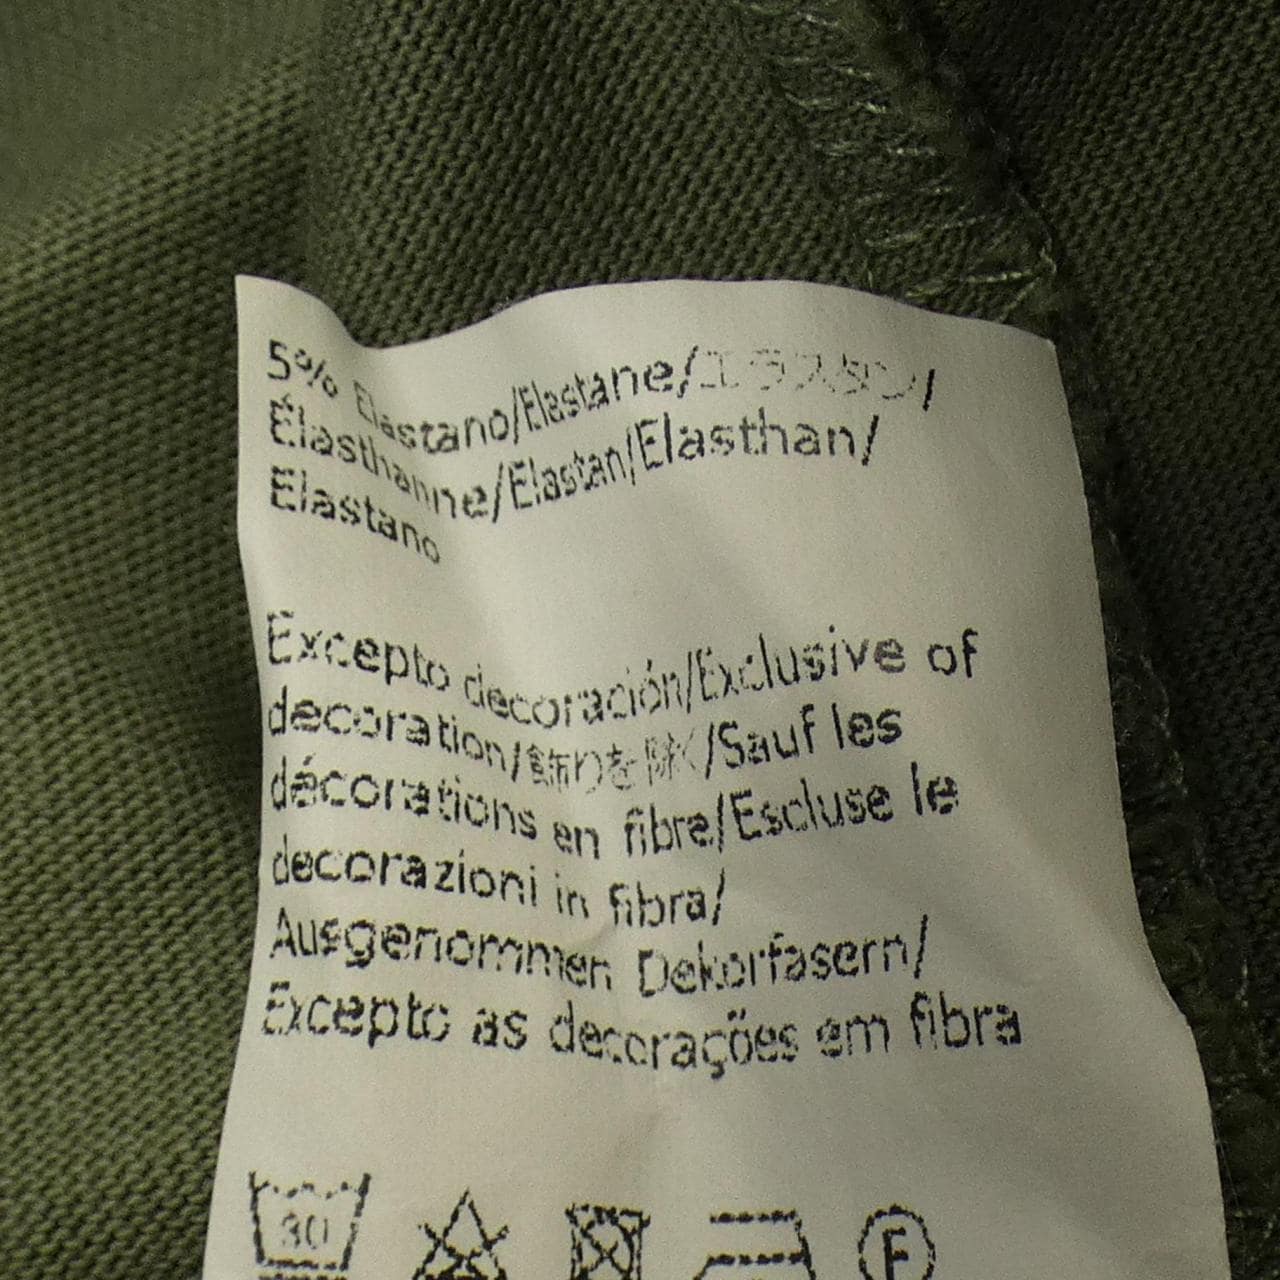 5% Elastano/Elastane/エラスタン/
Élasthanne/Elastan/Elasthan/
Elastano
Excepto decoración/Exclusive of
decoration/飾りを除く/Sauf les
décorations en fibre/Escluse le
decorazioni in fibra/
Ausgenommen Dekorfasern/
Excepto as decorações em fibra
30
F